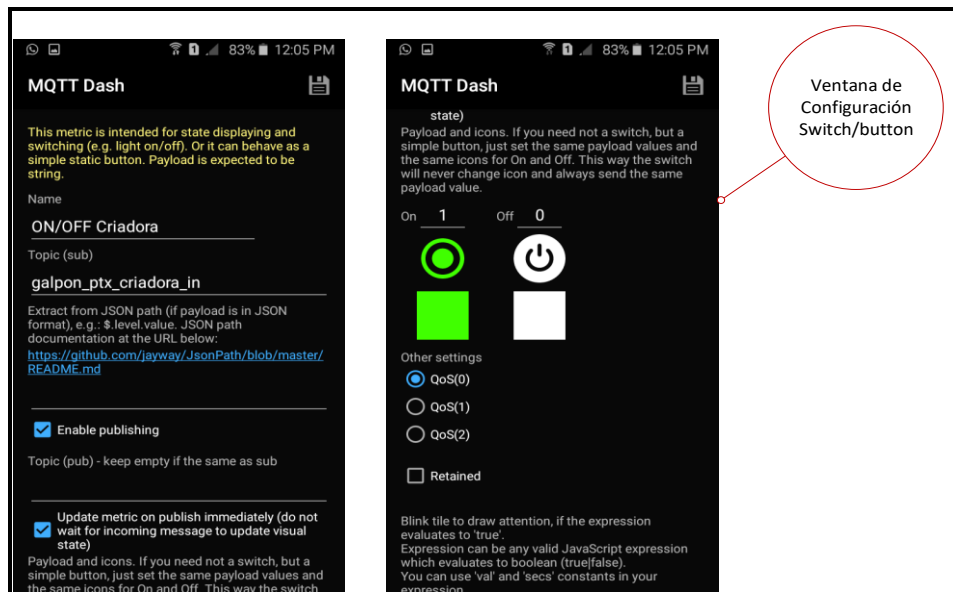 83% 12:05 PM
MQTT Dash
This metric is intended for state displaying and
switching (e.g. light on/off). Or it can behave as a
simple static button. Payload is expected to be
string.
Name
ON/OFF Criadora
Topic (sub)
galpon_ptx_criadora_in
Extract from JSON path (if payload is in JSON
format), e.g.: $.level.value. JSON path
documentation at the URL below:
https://github.com/jayway/JsonPath/blob/master/
README.md
Enable publishing
Topic (pub) - keep empty if the same as sub
Update metric on publish immediately (do not
wait for incoming message to update visual
state)
Payload and icons. If you need not a switch, but a
simple button, just set the same payload values and
the same icons for On and Off. This way the switch
1 83% 12:05 PM
MQTT Dash
state)
Payload and icons. If you need not a switch, but a
simple button, just set the same payload values and
the same icons for On and Off. This way the switch
will never change icon and always send the same
payload value.
On 1 Off 0
Other settings
QoS(0)
QoS(1)
QoS(2)
Retained
Blink tile to draw attention, if the expression
evaluates to 'true'.
Expression can be any valid JavaScript expression
which evaluates to boolean (true|false).
You can use 'val' and 'secs' constants in your
expression
Ventana de
Configuración
Switch/button